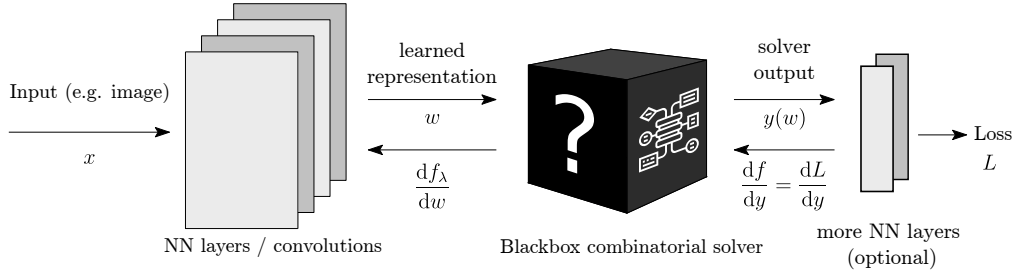 Input (e.g. image)
x
NN layers / convolutions
learned
representation
w
df_λ/dw
?
Blackbox combinatorial solver
solver
output
y(w)
df/dy = dL/dy
more NN layers
(optional)
Loss
L